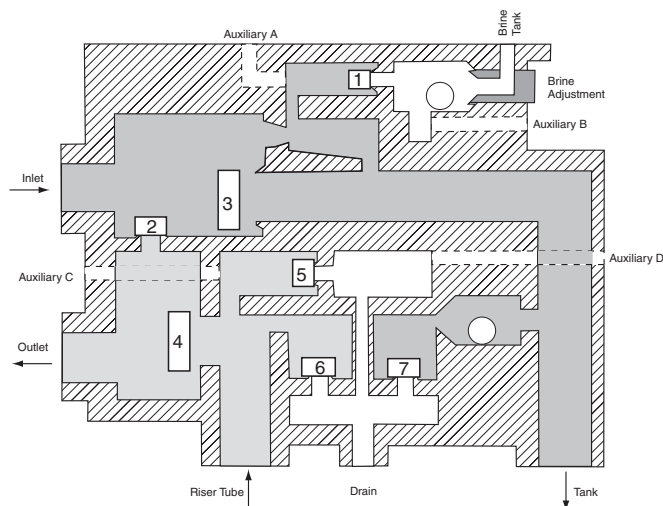 Auxiliary A
Brine
Tank
1
Brine
Adjustment
Auxiliary B
Inlet
3
2
Auxiliary D
Auxiliary C
5
4
Outlet
6
7
Riser Tube
Drain
Tank